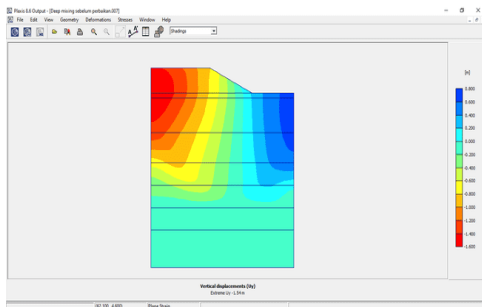 Plaxis 8.6 Output - [Deep mixing sebelum perbaikan.007]
File Edit View Geometry Deformations Stresses Window Help
Shadings
[m]
0.800
0.600
0.400
0.200
0.000
-0.200
-0.400
-0.600
-0.800
-1.000
-1.200
-1.400
-1.600
Vertical displacements (Uy)
Extreme Uy -1.54 m
Plane Strain